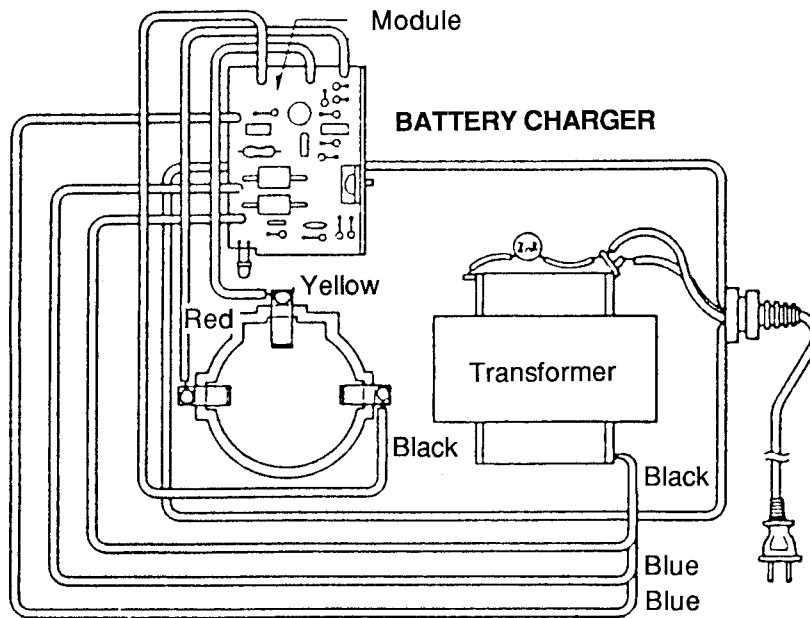 Module
BATTERY CHARGER
Yellow
Red
Transformer
Black
Black
Blue
Blue